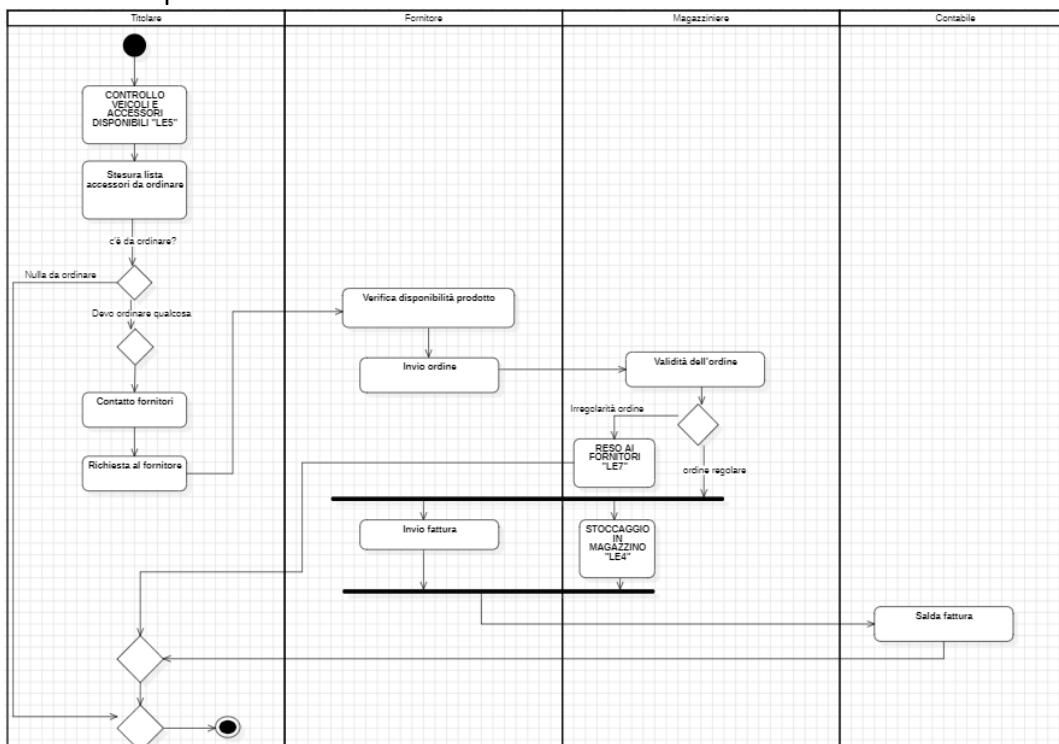 Titolare
Fornitore
Magazziniere
Contabile
CONTROLLO
VEICOLI E
ACCESSORI
DISPONIBILI "LE5"
Stesura lista
accessori da ordinare
c'è da ordinare?
Nulla da ordinare
Devo ordinare qualcosa
Contatto fornitori
Richiesta al fornitore
Verifica disponibilità prodotto
Invio ordine
Validità dell'ordine
Irregolarità ordine
RESO AI
FORNITORI
"LE7"
ordine regolare
Invio fattura
STOCCAGGIO
IN
MAGAZZINO
"LE4"
Salda fattura